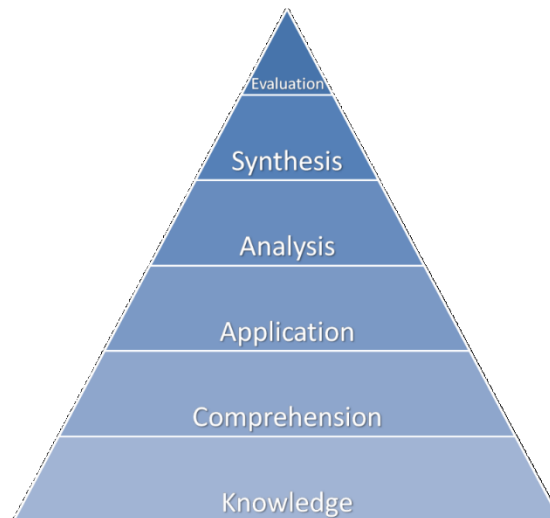 Evaluation
Synthesis
Analysis
Application
Comprehension
Knowledge